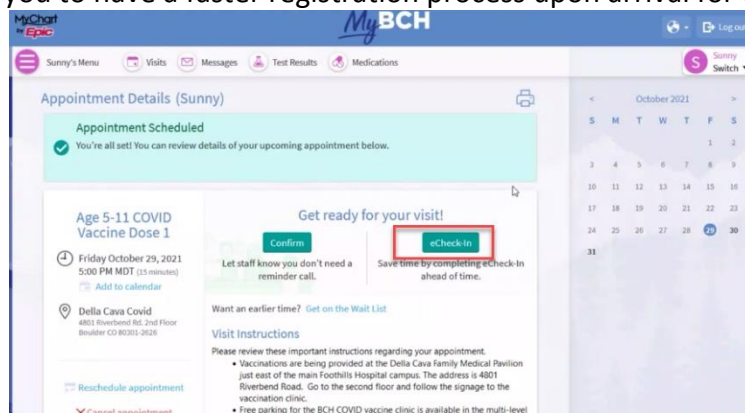 you to have a faster registration process upon arrival for
MyChart
by Epic
MyBCH
Log out
Sunny's Menu
Visits
Messages
Test Results
Medications
S
Sunny
Switch
Appointment Details (Sunny)
Appointment Scheduled
You're all set! You can review details of your upcoming appointment below.
Age 5-11 COVID
Vaccine Dose 1
Friday October 29, 2021
5:00 PM MDT (15 minutes)
Add to calendar
Della Cava Covid
4801 Riverbend Rd. 2nd Floor
Boulder CO 80301-2626
Reschedule appointment
Cancel appointment
Get ready for your visit!
Confirm
Let staff know you don't need a
reminder call.
eCheck-In
Save time by completing eCheck-In
ahead of time.
Want an earlier time? Get on the Wait List
Visit Instructions
Please review these important instructions regarding your appointment.
• Vaccinations are being provided at the Della Cava Family Medical Pavilion
just east of the main Foothills Hospital campus. The address is 4801
Riverbend Road. Go to the second floor and follow the signage to the
vaccination clinic.
• Free parking for the BCH COVID vaccine clinic is available in the multi-level
< October 2021 >
S M T W T F S
1 2
3 4 5 6 7 8 9
10 11 12 13 14 15 16
17 18 19 20 21 22 23
24 25 26 27 28 29 30
31